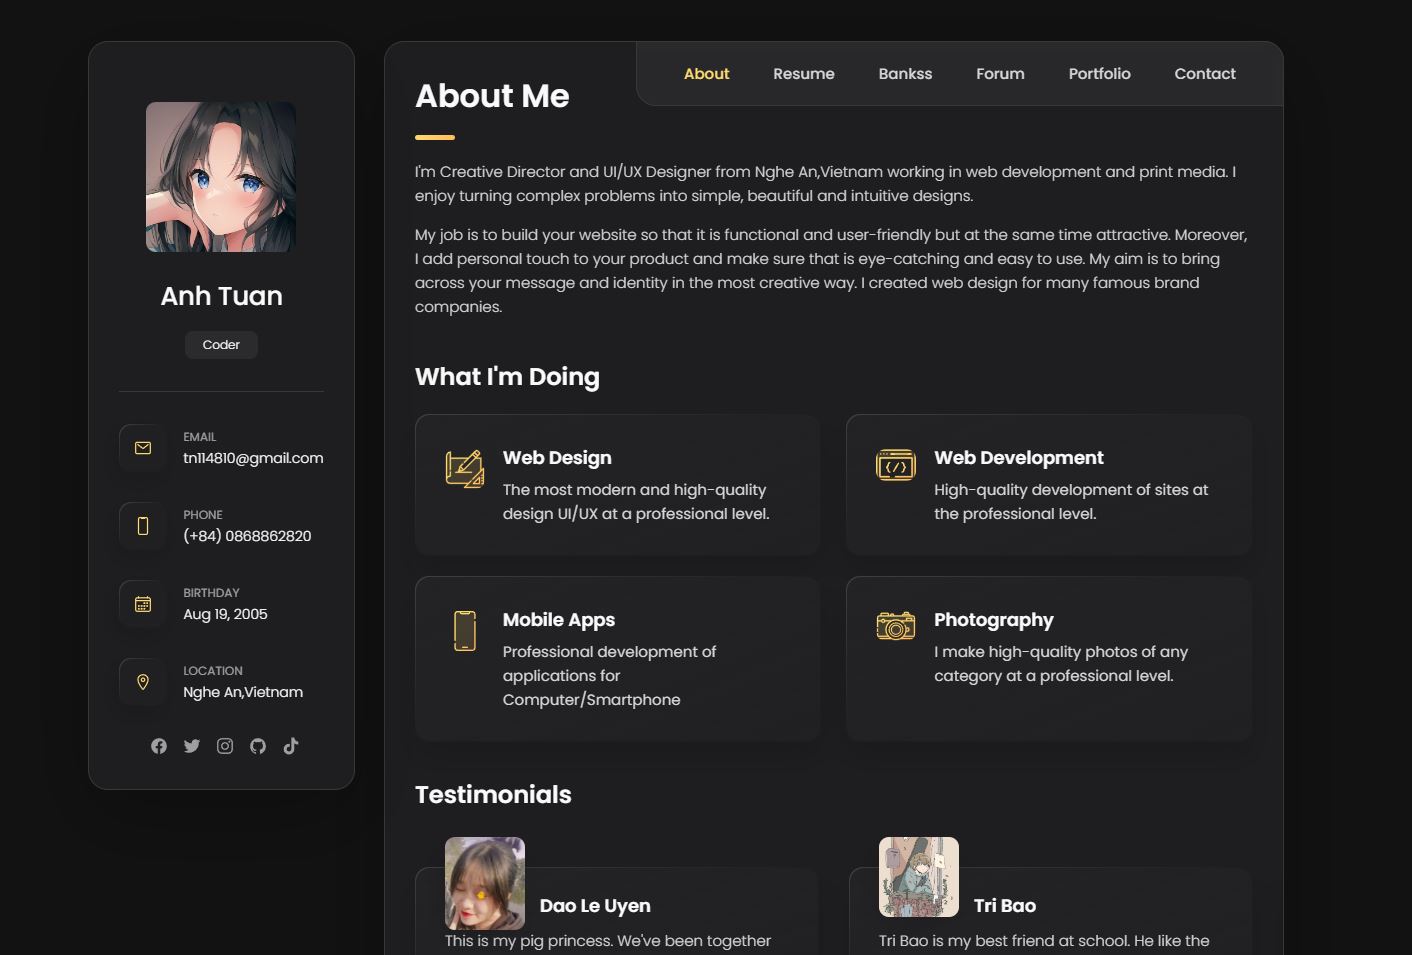 Anh Tuan
Coder
EMAIL
tn114810@gmail.com
PHONE
(+84) 0868862820
BIRTHDAY
Aug 19, 2005
LOCATION
Nghe An,Vietnam
About Resume Bankss Forum Portfolio Contact
About Me
I'm Creative Director and UI/UX Designer from Nghe An,Vietnam working in web development and print media. I
enjoy turning complex problems into simple, beautiful and intuitive designs.
My job is to build your website so that it is functional and user-friendly but at the same time attractive. Moreover,
I add personal touch to your product and make sure that is eye-catching and easy to use. My aim is to bring
across your message and identity in the most creative way. I created web design for many famous brand
companies.
What I'm Doing
Web Design
The most modern and high-quality
design UI/UX at a professional level.
Web Development
High-quality development of sites at
the professional level.
Mobile Apps
Professional development of
applications for
Computer/Smartphone
Photography
I make high-quality photos of any
category at a professional level.
Testimonials
Dao Le Uyen
This is my pig princess. We've been together
Tri Bao
Tri Bao is my best friend at school. He like the